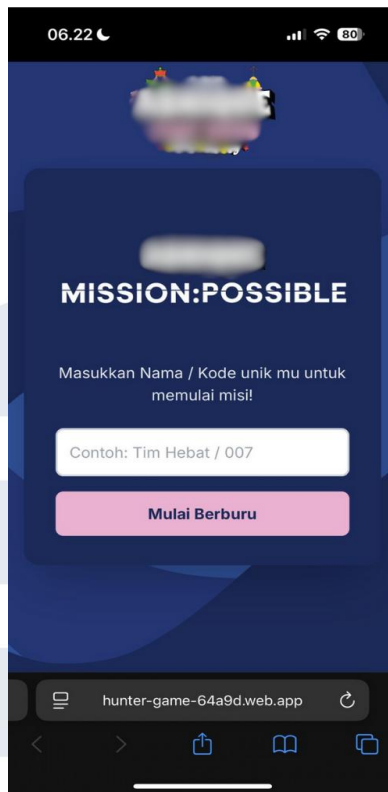 06.22
80
MISSION:POSSIBLE
Masukkan Nama / Kode unik mu untuk
memulai misi!
Contoh: Tim Hebat / 007
Mulai Berburu
hunter-game-64a9d.web.app